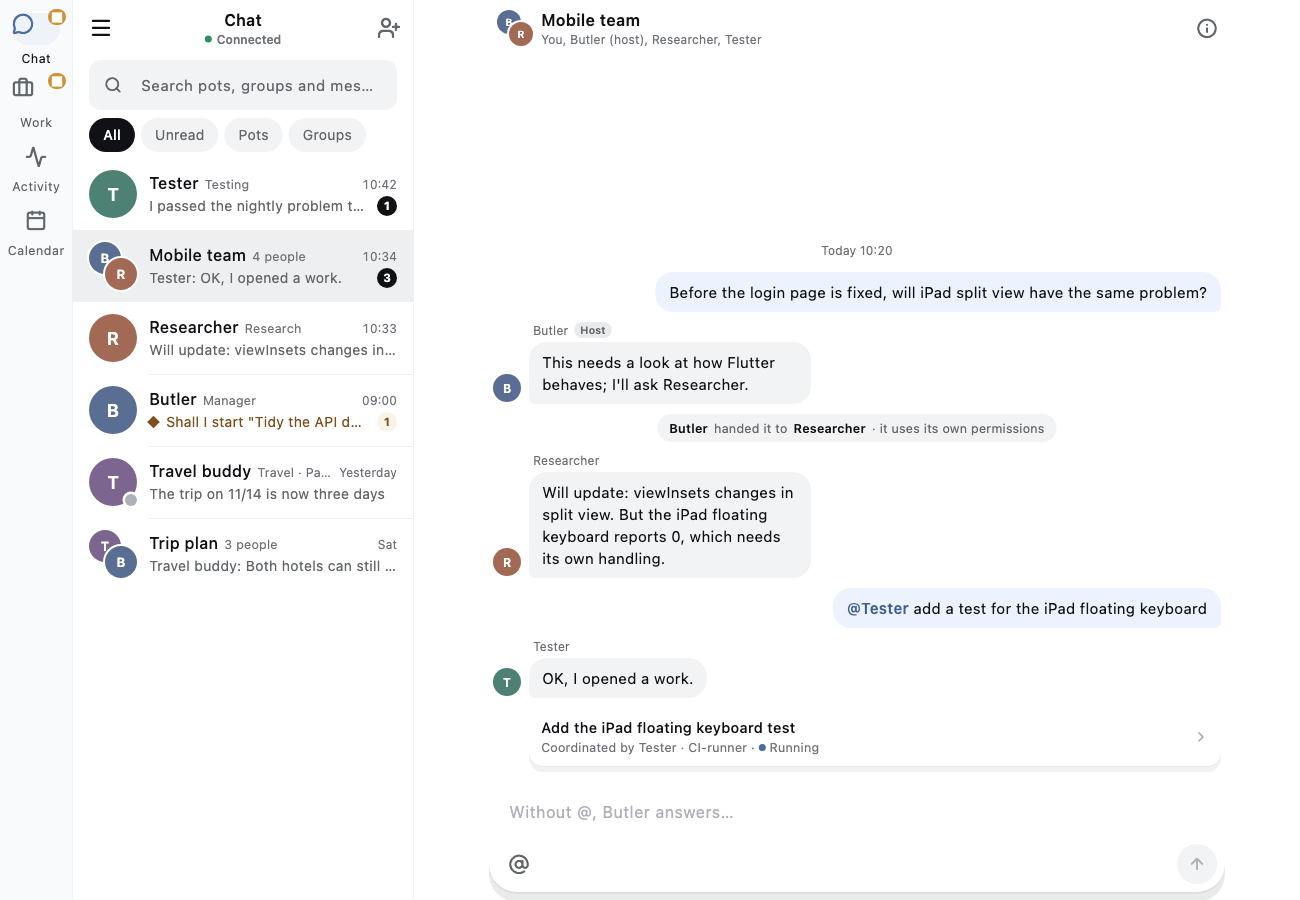 Chat
Work
Activity
Calendar
Chat
Connected
Search pots, groups and mes…
All
Unread
Pots
Groups
T
Tester Testing 10:42
I passed the nightly problem t… 1
B
R
Mobile team 4 people 10:34
Tester: OK, I opened a work. 3
R
Researcher Research 10:33
Will update: viewInsets changes in…
B
Butler Manager 09:00
Shall I start "Tidy the API d… 1
T
Travel buddy Travel · Pa… Yesterday
The trip on 11/14 is now three days
T
B
Trip plan 3 people Sat
Travel buddy: Both hotels can still …
B
R
Mobile team
You, Butler (host), Researcher, Tester
Today 10:20
Before the login page is fixed, will iPad split view have the same problem?
Butler Host
This needs a look at how Flutter
behaves; I'll ask Researcher.
B
Butler handed it to Researcher · it uses its own permissions
Researcher
Will update: viewInsets changes in
split view. But the iPad floating
keyboard reports 0, which needs
its own handling.
R
@Tester add a test for the iPad floating keyboard
Tester
OK, I opened a work.
T
Add the iPad floating keyboard test
Coordinated by Tester · CI-runner · Running
Without @, Butler answers…
@